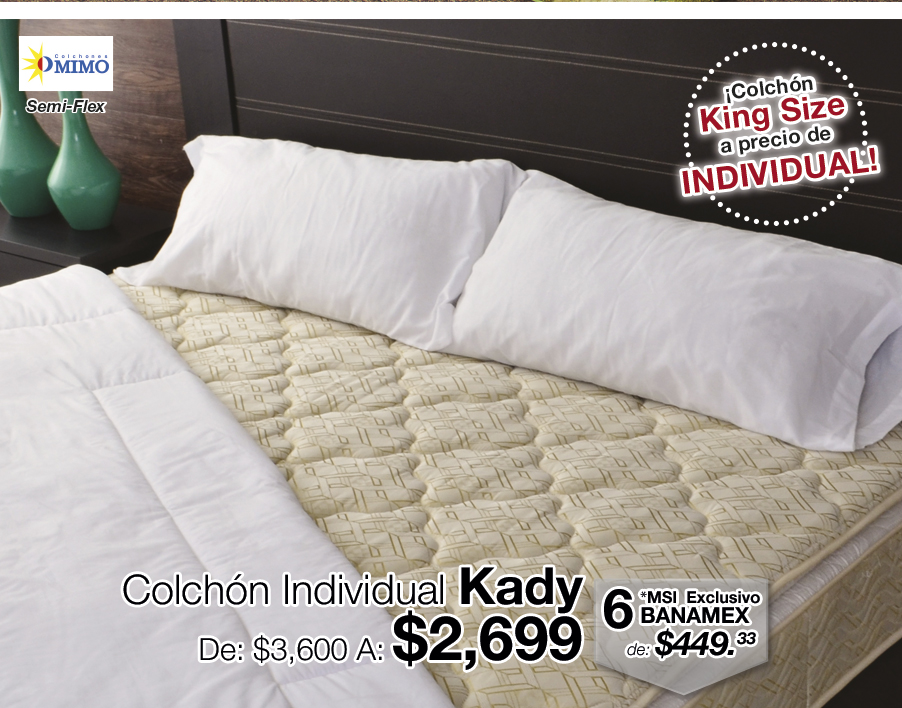 Colchones
MIMO
Semi-Flex
¡Colchón
King Size
a precio de
INDIVIDUAL!
Colchón Individual Kady
De: $3,600 A: $2,699
6 *MSI Exclusivo
BANAMEX
de: $449.33